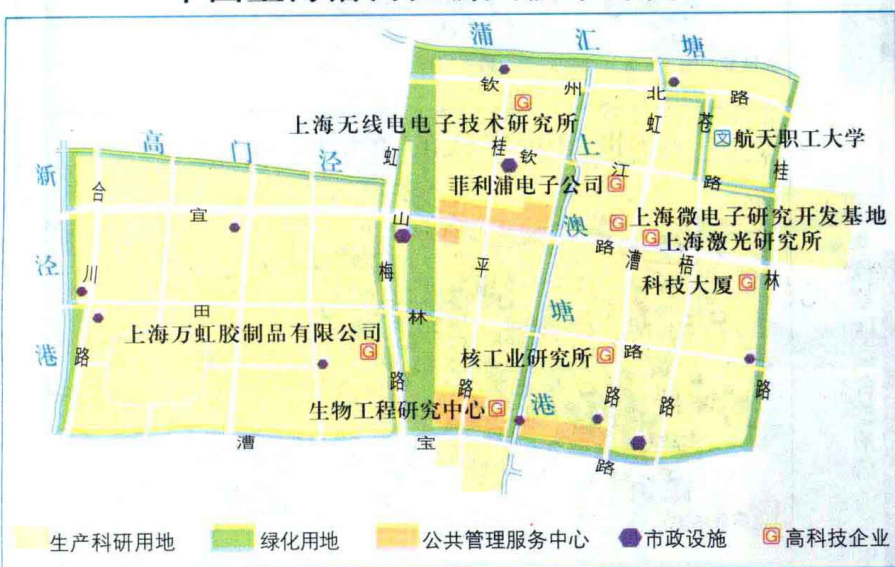 蒲汇塘
钦州北路
上海无线电电子技术研究所
航天职工大学
高门泾
新泾港
上澳塘港
虹梅路
桂平路
钦江路
虹漕路
苍梧路
桂林路
菲利浦电子公司
上海微电子研究开发基地
上海激光研究所
合川路
宜山路
科技大厦
田林路
上海万虹胶制品有限公司
核工业研究所
生物工程研究中心
漕宝路
生产科研用地
绿化用地
公共管理服务中心
市政设施
G高科技企业